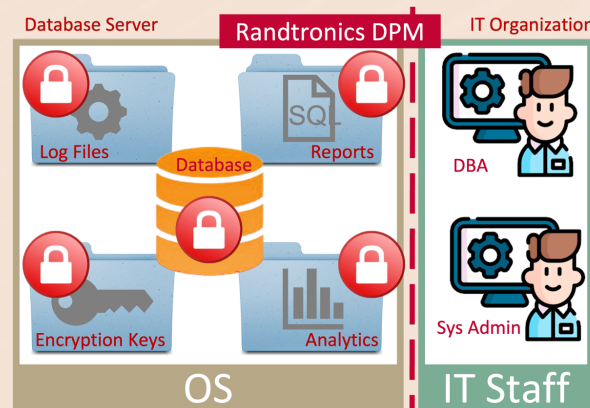 Database Server
Randtronics DPM
IT Organization
Log Files
SQL
Reports
Database
DBA
Encryption Keys
Analytics
Sys Admin
OS
IT Staff